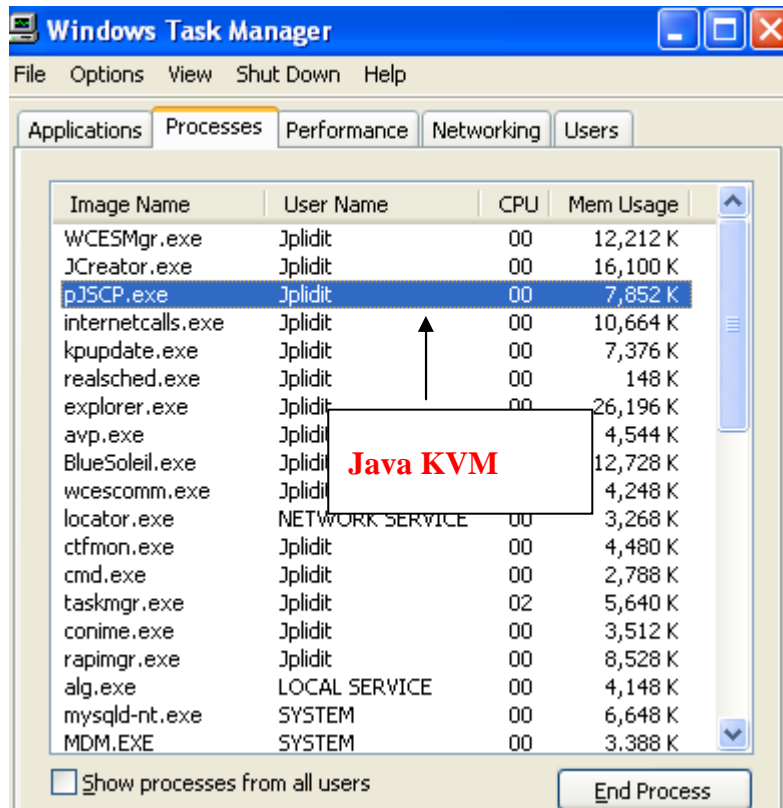 Windows Task Manager
File Options View Shut Down Help
Applications Processes Performance Networking Users
Image Name User Name CPU Mem Usage
WCESMgr.exe Jplidit 00 12,212 K
JCreator.exe Jplidit 00 16,100 K
pJSCP.exe Jplidit 00 7,852 K
internetcalls.exe Jplidit 00 10,664 K
kpupdate.exe Jplidit 00 7,376 K
realsched.exe Jplidit 00 148 K
explorer.exe Jplidit 00 26,196 K
avp.exe 4,544 K
Java KVM
BlueSoleil.exe 12,728 K
wcescomm.exe 4,248 K
locator.exe NETWORK SERVICE 00 3,268 K
ctfmon.exe Jplidit 00 4,480 K
cmd.exe Jplidit 00 2,788 K
taskmgr.exe Jplidit 02 5,640 K
conime.exe Jplidit 00 3,512 K
rapimgr.exe Jplidit 00 8,528 K
alg.exe LOCAL SERVICE 00 4,148 K
mysqld-nt.exe SYSTEM 00 6,648 K
MDM.EXE SYSTEM 00 3.388 K
Show processes from all users
End Process